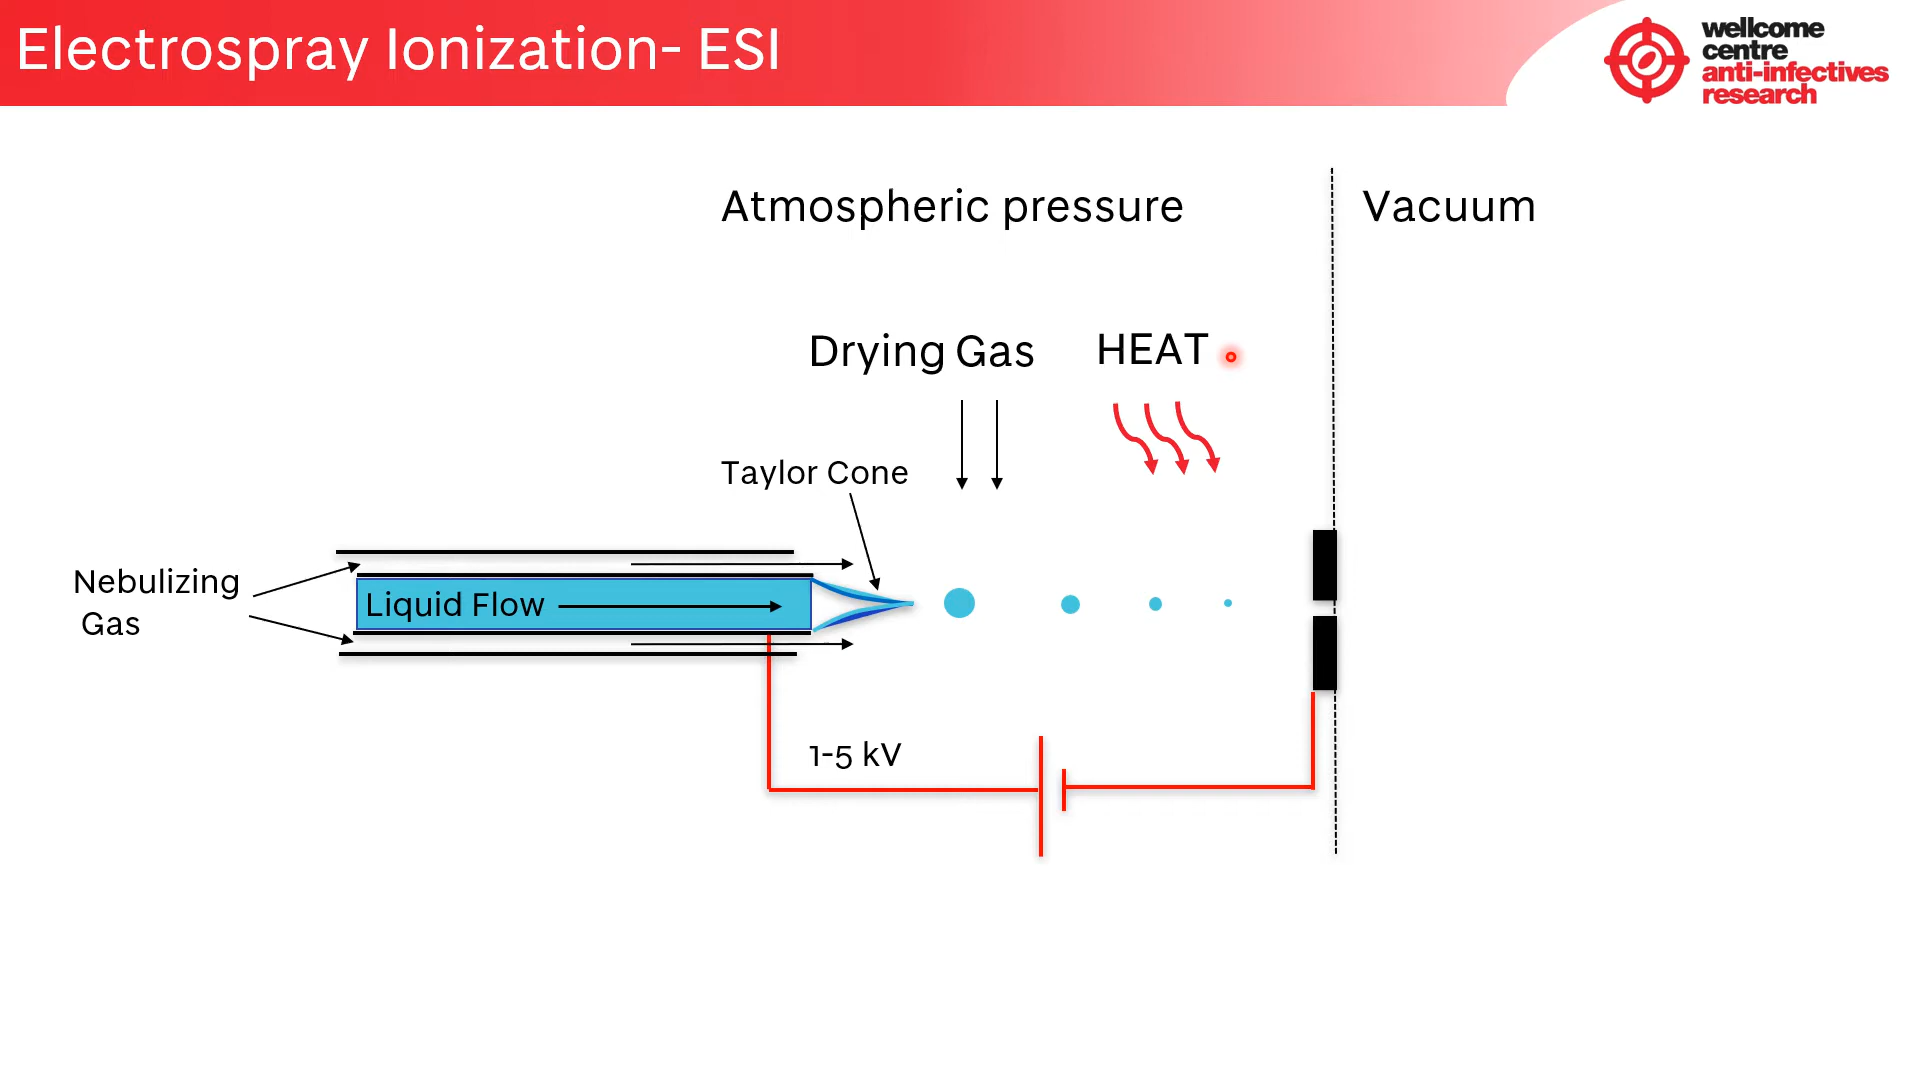 Electrospray Ionization- ESI
wellcome
centre
anti-infectives
research
Atmospheric pressure
Vacuum
Drying Gas
HEAT
Taylor Cone
Nebulizing
Gas
Liquid Flow
1-5 kV